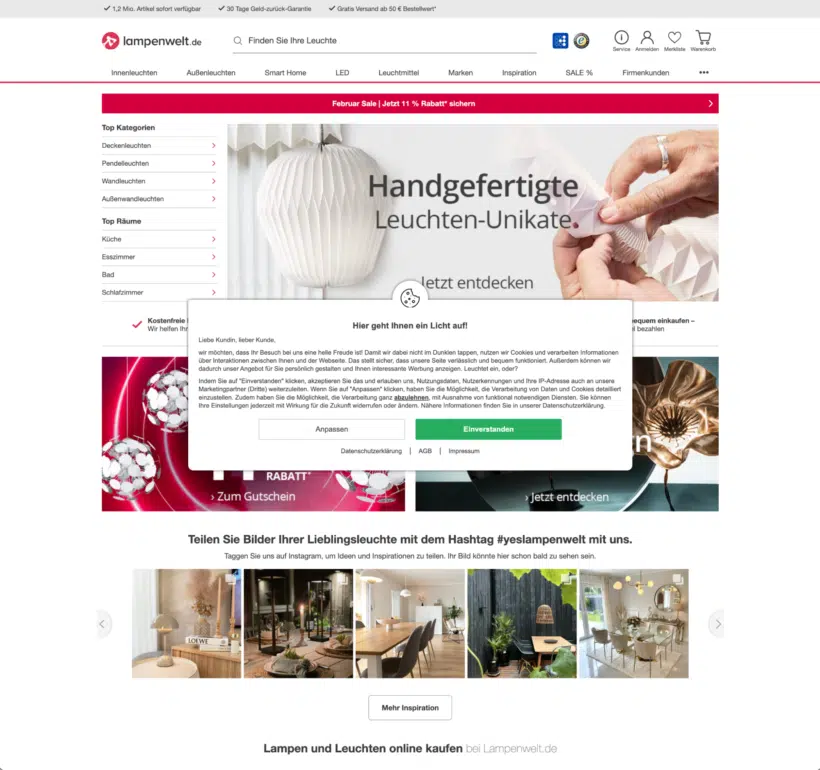 1,2 Mio. Artikel sofort verfügbar
30 Tage Geld-zurück-Garantie
Gratis Versand ab 50 € Bestellwert*
lampenwelt.de
Finden Sie Ihre Leuchte
Service
Anmelden
Merkliste
Warenkorb
Innenleuchten
Außenleuchten
Smart Home
LED
Leuchtmittel
Marken
Inspiration
SALE %
Firmenkunden
Februar Sale | Jetzt 11 % Rabatt* sichern
Top Kategorien
Deckenleuchten
Pendelleuchten
Wandleuchten
Außenwandleuchten
Top Räume
Küche
Esszimmer
Bad
Schlafzimmer
Handgefertigte
Leuchten-Unikate.
Jetzt entdecken
Kostenfreie
Wir helfen Ihr
equem einkaufen –
bezahlen
Hier geht Ihnen ein Licht auf!
Liebe Kundin, lieber Kunde,
wir möchten, dass Ihr Besuch bei uns eine helle Freude ist! Damit wir dabei nicht im Dunklen tappen, nutzen wir Cookies und verarbeiten Informationen
über Interaktionen zwischen Ihnen und der Webseite. Das stellt sicher, dass unsere Seite verlässlich und bequem funktioniert. Außerdem können wir
dadurch unser Angebot für Sie persönlich gestalten und Ihnen interessante Werbung anzeigen. Leuchtet ein, oder?
Indem Sie auf "Einverstanden" klicken, akzeptieren Sie das und erlauben uns, Nutzungsdaten, Nutzerkennungen und Ihre IP-Adresse auch an unsere
Marketingpartner (Dritte) weiterzuleiten. Wenn Sie auf "Anpassen" klicken, haben Sie die Möglichkeit, die Verarbeitung von Daten und Cookies detailliert
einzustellen. Zudem haben Sie die Möglichkeit, die Verarbeitung ganz abzulehnen, mit Ausnahme von funktional notwendigen Diensten. Sie können
Ihre Einstellungen jederzeit mit Wirkung für die Zukunft widerrufen oder ändern. Nähere Informationen finden Sie in unserer Datenschutzerklärung.
Anpassen
Einverstanden
Datenschutzerklärung | AGB | Impressum
RABATT*
› Zum Gutschein
n
› Jetzt entdecken
Teilen Sie Bilder Ihrer Lieblingsleuchte mit dem Hashtag #yeslampenwelt mit uns.
Taggen Sie uns auf Instagram, um Ideen und Inspirationen zu teilen. Ihr Bild könnte hier schon bald zu sehen sein.
LOEWE
Mehr Inspiration
Lampen und Leuchten online kaufen bei Lampenwelt.de